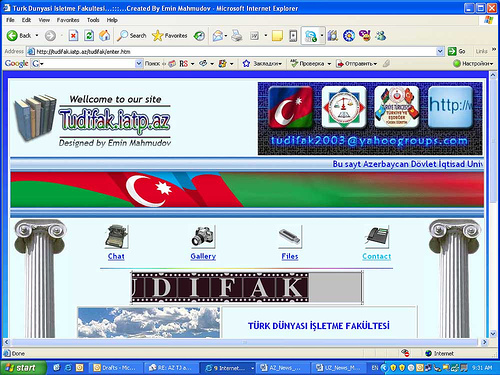 Turk Dunyasi Isletme Fakultesi...:::...Created By Emin Mahmudov - Microsoft Internet Explorer
File Edit View Favorites Tools Help
Back Search Favorites
Address http://tudifak.iatp.az/tudifak/enter.htm Go Links
Google G Поиск RS Закладки Проверка Отправить Настройки
Wellcome to our site
Tudifak.iatp.az
Designed by Emin Mahmudov
http://w
tudifak2003@yahoogroups.com
Bu sayt Azerbaycan Dövlet İqtisad Univ
Chat Gallery Files Contact
UDIFAK
TÜRK DÜNYASI İŞLETME FAKÜLTESİ
Done Internet
start Drafts - Mic... RE: AZ TJ a... 9 Internet... AZ_News_... UZ_News_M... EN 9:31 AM